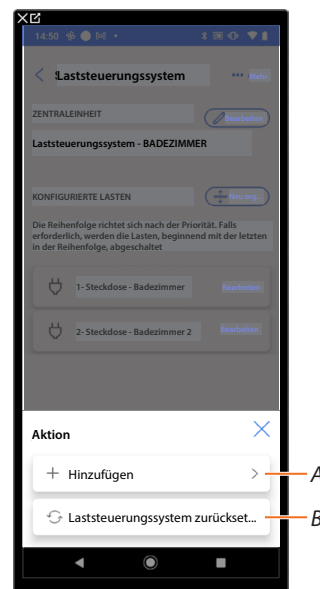 14:50
Laststeuerungssystem
Mehr
ZENTRALEINHEIT
Bearbeiten
Laststeuerungssystem - BADEZIMMER
KONFIGURIERTE LASTEN
Neu ang...
Die Reihenfolge richtet sich nach der Priorität. Falls
erforderlich, werden die Lasten, beginnend mit der letzten
in der Reihenfolge, abgeschaltet
1- Steckdose - Badezimmer
Bearbeiten
2- Steckdose - Badezimmer 2
Bearbeiten
Aktion
Hinzufügen
A
Laststeuerungssystem zurückset...
B